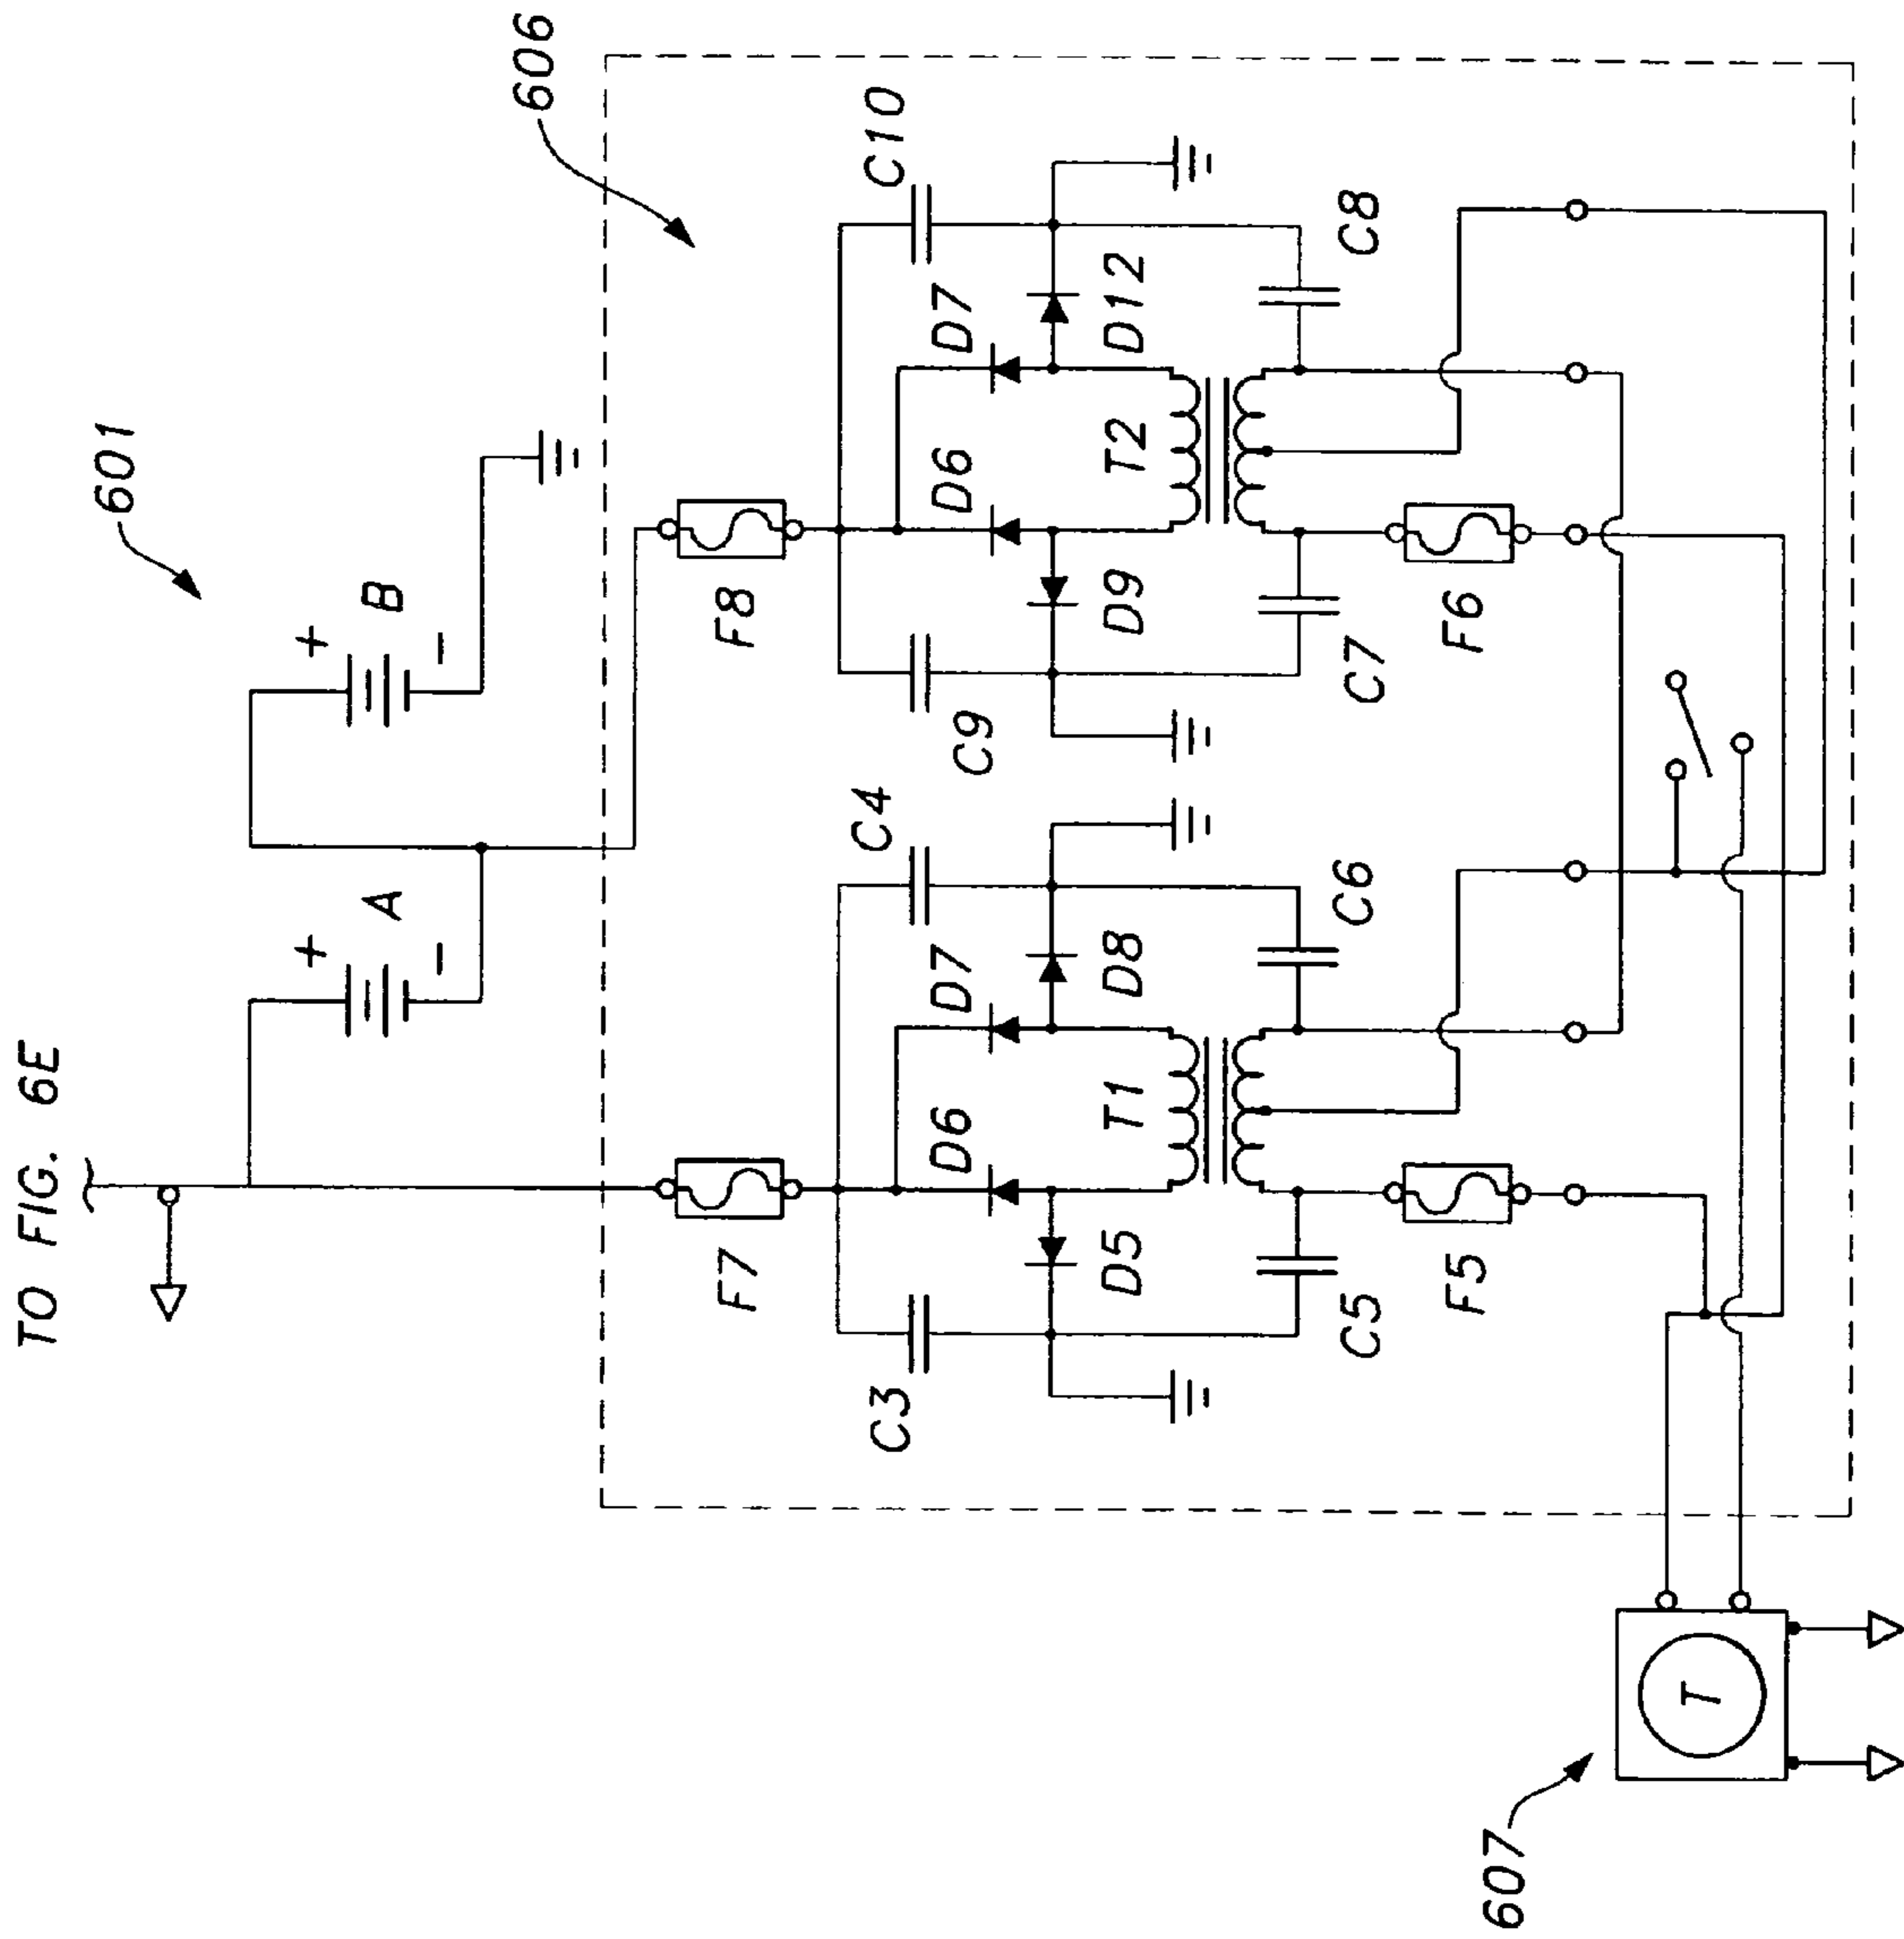 TO FIG. 6E
601
606
+
A
−
+
B
−
F7
F8
C3
C4
C9
C10
D6
D7
D6
D7
D5
D8
D9
D12
T1
T2
C5
C6
C7
C8
F5
F6
607
T